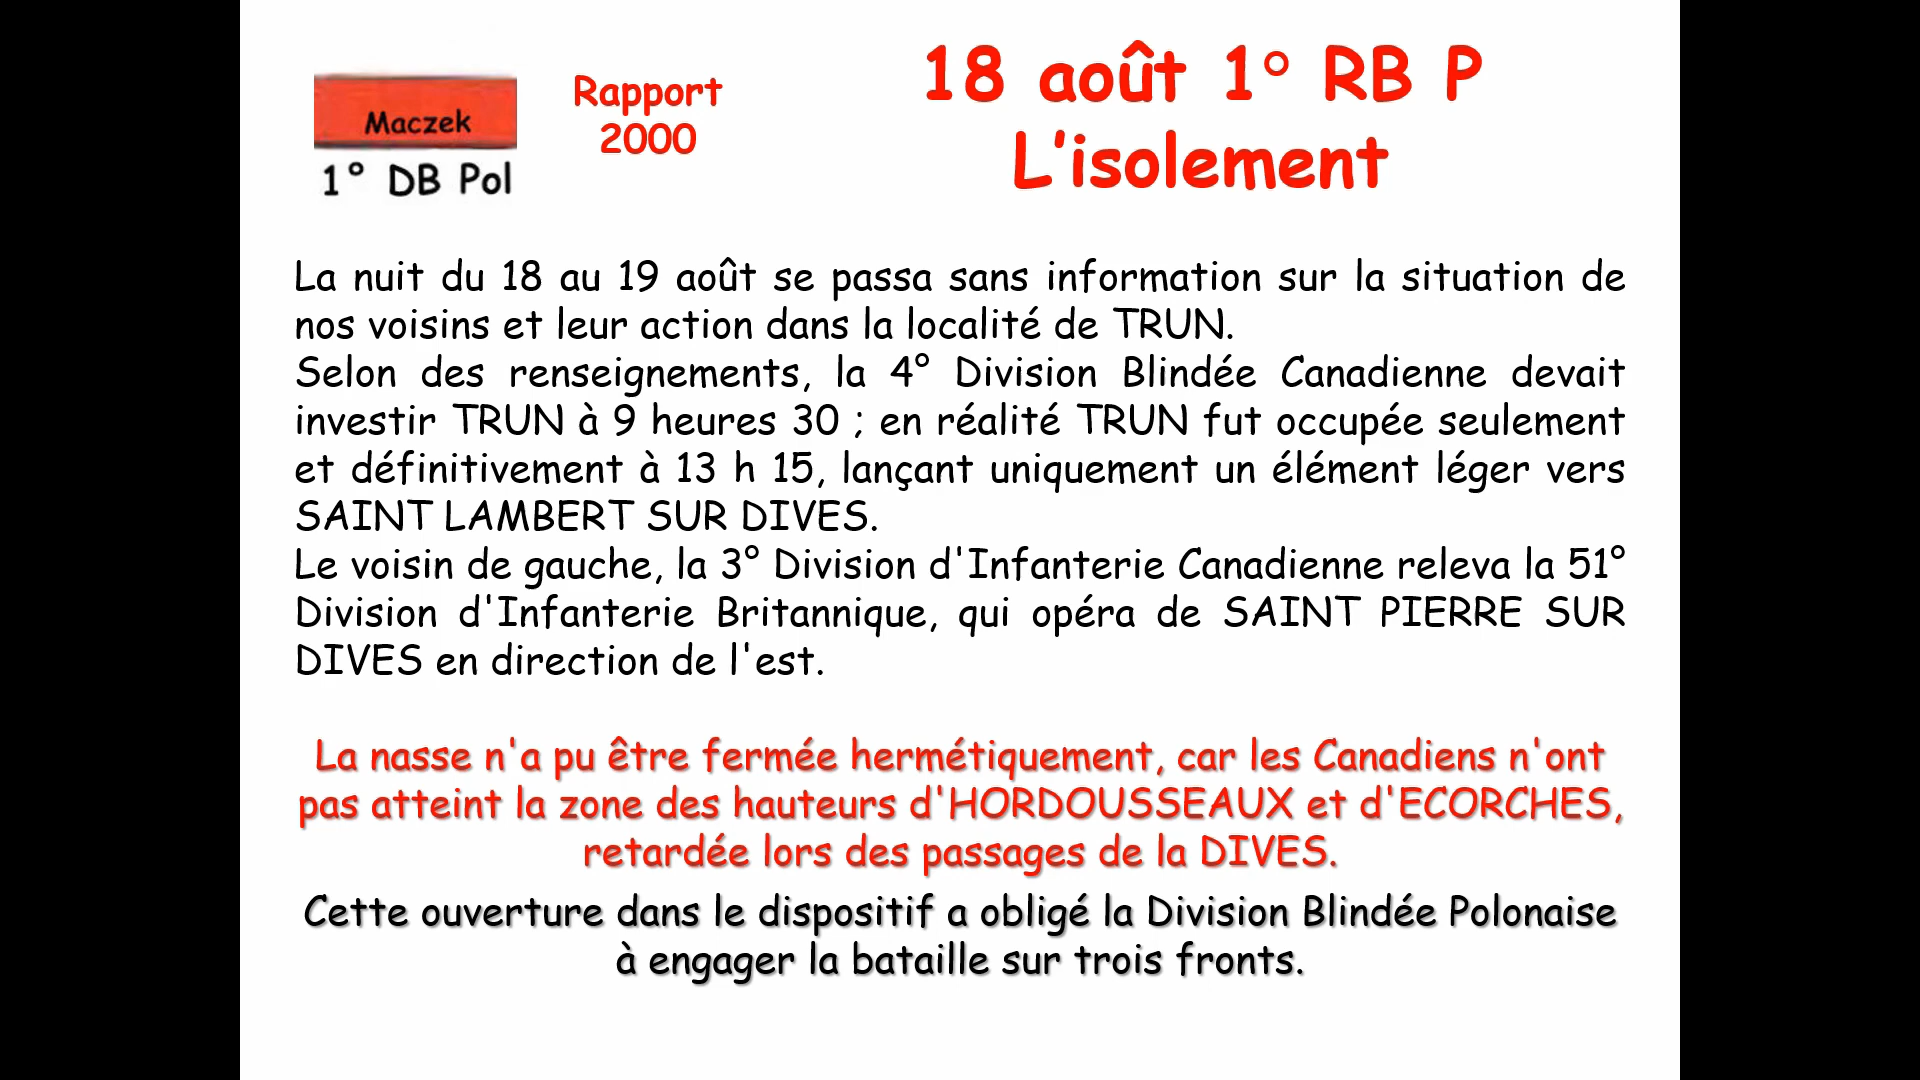 Maczek
1° DB Pol
Rapport
2000
18 août 1° RB P
L’isolement
La nuit du 18 au 19 août se passa sans information sur la situation de
nos voisins et leur action dans la localité de TRUN.
Selon des renseignements, la 4° Division Blindée Canadienne devait
investir TRUN à 9 heures 30 ; en réalité TRUN fut occupée seulement
et définitivement à 13 h 15, lançant uniquement un élément léger vers
SAINT LAMBERT SUR DIVES.
Le voisin de gauche, la 3° Division d'Infanterie Canadienne releva la 51°
Division d'Infanterie Britannique, qui opéra de SAINT PIERRE SUR
DIVES en direction de l'est.
La nasse n'a pu être fermée hermétiquement, car les Canadiens n'ont
pas atteint la zone des hauteurs d'HORDOUSSEAUX et d'ECORCHES,
retardée lors des passages de la DIVES.
Cette ouverture dans le dispositif a obligé la Division Blindée Polonaise
à engager la bataille sur trois fronts.